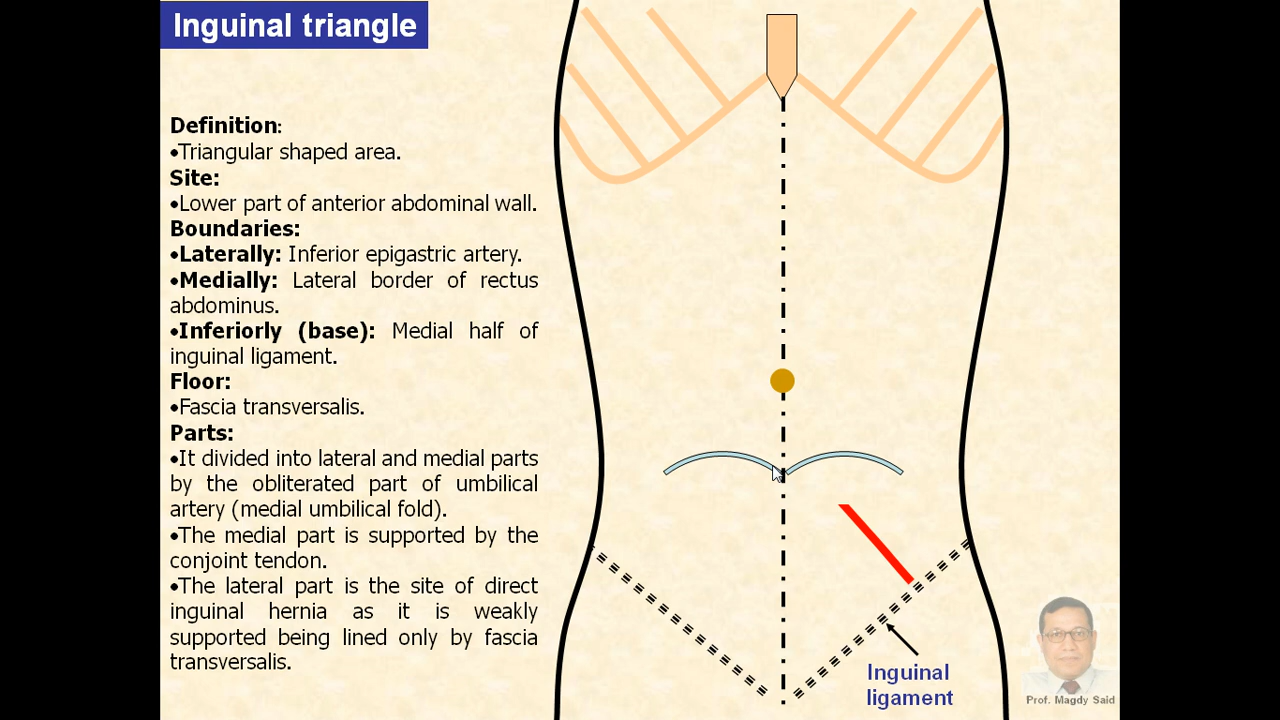 Inguinal triangle
Definition:
•Triangular shaped area.
Site:
•Lower part of anterior abdominal wall.
Boundaries:
•Laterally: Inferior epigastric artery.
•Medially: Lateral border of rectus
abdominus.
•Inferiorly (base): Medial half of
inguinal ligament.
Floor:
•Fascia transversalis.
Parts:
•It divided into lateral and medial parts
by the obliterated part of umbilical
artery (medial umbilical fold).
•The medial part is supported by the
conjoint tendon.
•The lateral part is the site of direct
inguinal hernia as it is weakly
supported being lined only by fascia
transversalis.
Inguinal
ligament
Prof. Magdy Said